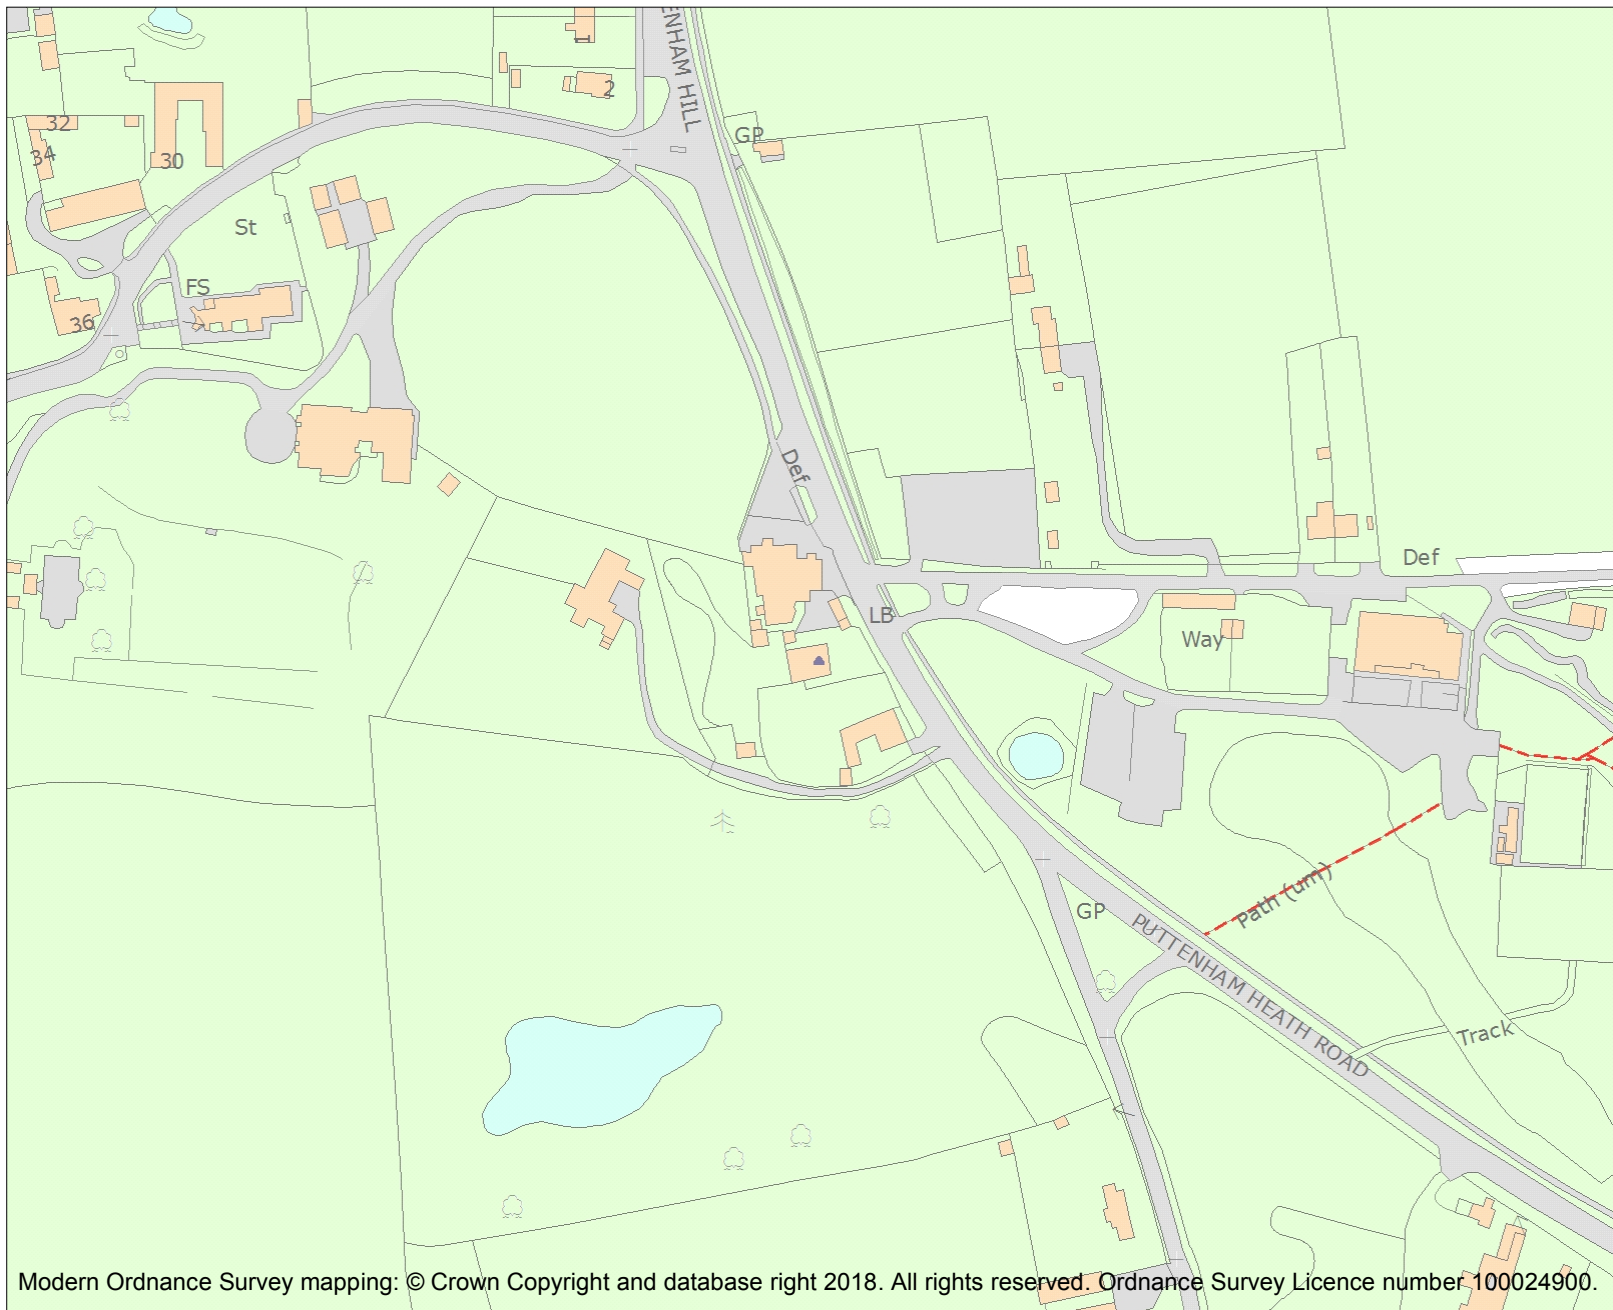 ENHAM HILL
1
2
GP
32
34
30
St
FS
36
Def
Def
LB
Way
Path (um)
GP
PUTTENHAM HEATH ROAD
Track
Modern Ordnance Survey mapping: © Crown Copyright and database right 2018. All rights reserved. Ordnance Survey Licence number 100024900.